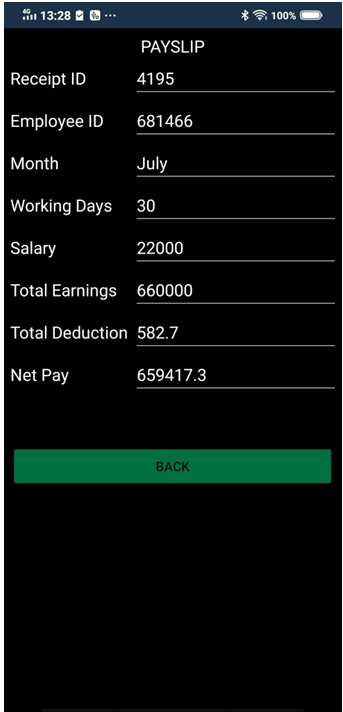 4G 13:28 100%
PAYSLIP
Receipt ID 4195
Employee ID 681466
Month July
Working Days 30
Salary 22000
Total Earnings 660000
Total Deduction 582.7
Net Pay 659417.3
BACK